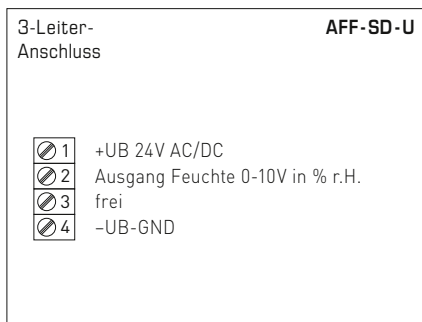 3-Leiter- AFF-SD-U
Anschluss
1 +UB 24V AC/DC
2 Ausgang Feuchte 0-10V in % r.H.
3 frei
4 –UB-GND